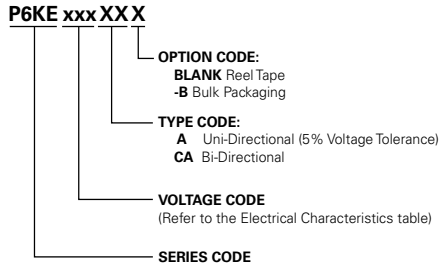 P6KE xxx XX X
OPTION CODE:
BLANK Reel Tape
-B Bulk Packaging
TYPE CODE:
A Uni-Directional (5% Voltage Tolerance)
CA Bi-Directional
VOLTAGE CODE
(Refer to the Electrical Characteristics table)
SERIES CODE